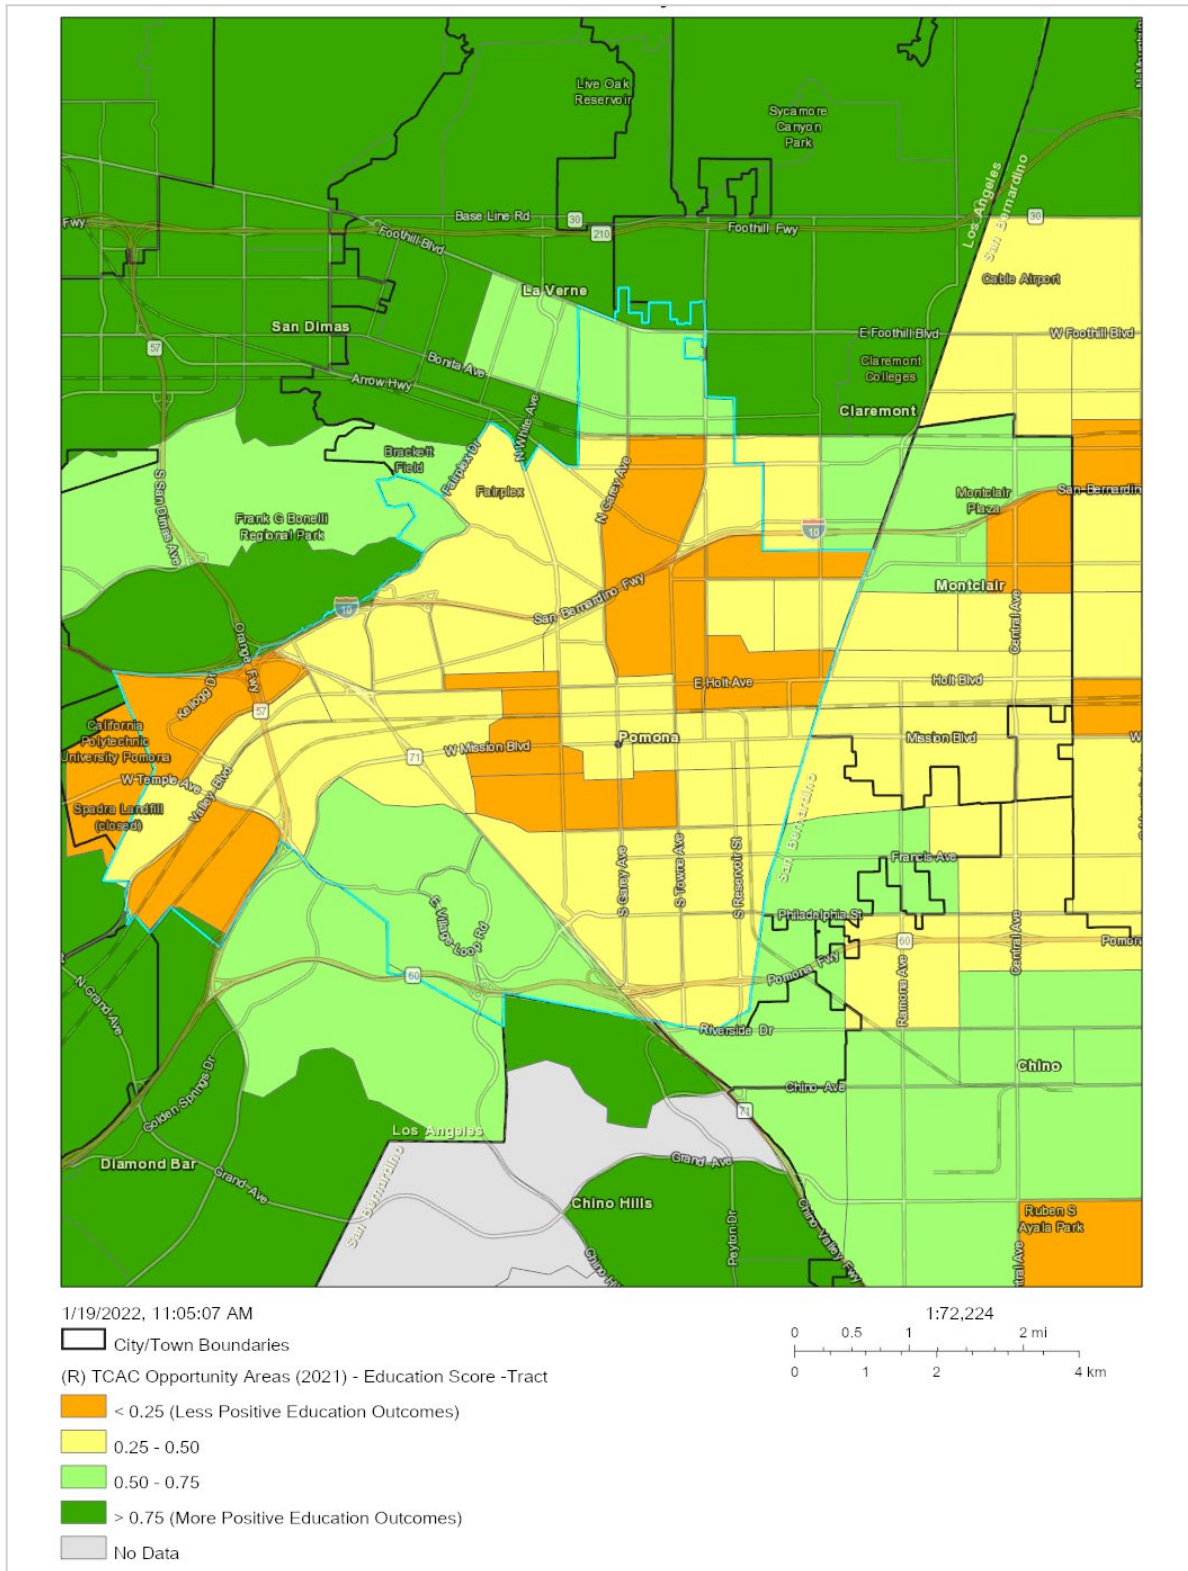 N-Mountain
Live Oak
Reservoir
Sycamore
Canyon
Park
Los Angeles
San Bernardino
Fwy
Base Line Rd
30
210
Foothill Fwy
30
Foothill Blvd
Cable Airport
La Verne
San Dimas
57
E Foothill Blvd
W Foothill Blvd
Bonita Ave
Claremont
Colleges
Arrow Hwy
Claremont
N White Ave
Brackett
Field
Fairplex Dr
Fairplex
N Garey Ave
S San Dimas Ave
Montclair
Plaza
San Bernardin
Frank G Bonelli
Regional Park
10
Montclair
San Bernardino Fwy
10
Central Ave
Orange Fwy
Kellogg Dr
E Holt Ave
Holt Blvd
57
California
Polytechnic
University Pomona
Pomona
Mission Blvd
W
W Mission Blvd
71
W Temple Ave
Valley Blvd
Spadra Landfill
(closed)
San Bernardino
S Garey Ave
S Towne Ave
S Reservoir St
Francis Ave
E Village-Loop Rd
Philadelphia St
60
Central Ave
Pomon
Pomona Fwy
60
Ramona Ave
N Grand Ave
Riverside Dr
Golden Springs Dr
Chino
Chino Ave
71
Los Angeles
Diamond Bar
Grand Ave
Grand Ave
San Bernardino
Chino Hills
Peyton Dr
Chino Valley Fwy
Ruben S
Ayala Park
tral Ave
Chino Hi
1/19/2022, 11:05:07 AM
1:72,224
City/Town Boundaries
0 0.5 1 2 mi
0 1 2 4 km
(R) TCAC Opportunity Areas (2021) - Education Score -Tract
< 0.25 (Less Positive Education Outcomes)
0.25 - 0.50
0.50 - 0.75
> 0.75 (More Positive Education Outcomes)
No Data